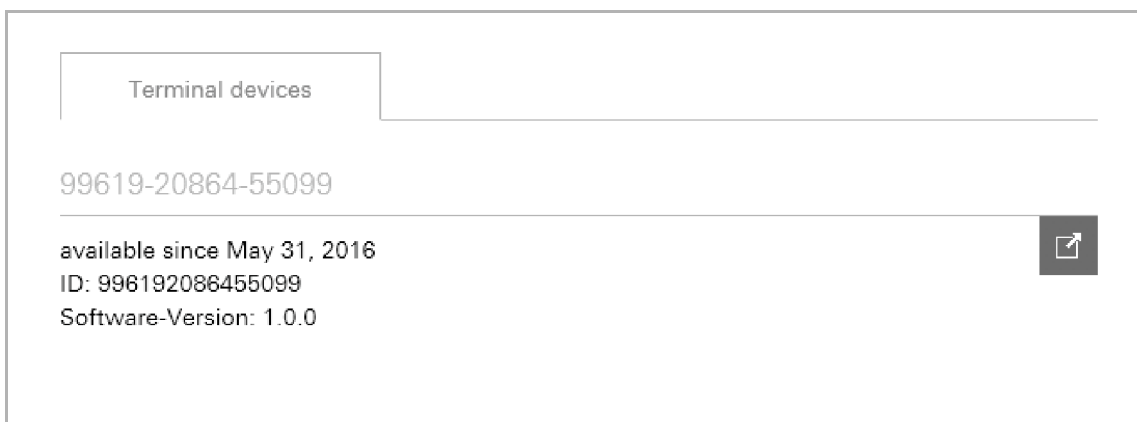 Terminal devices
99619-20864-55099
available since May 31, 2016
ID: 996192086455099
Software-Version: 1.0.0